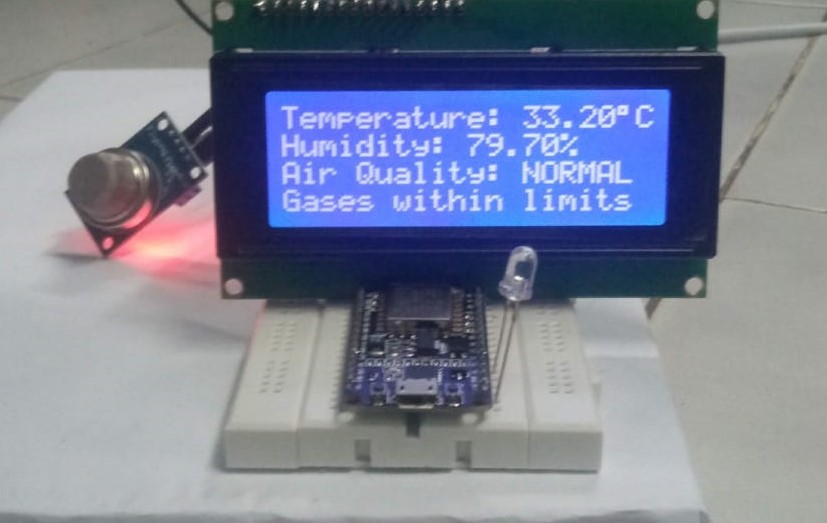 Temperature: 33.20°C
Humidity: 79.70%
Air Quality: NORMAL
Gases within limits